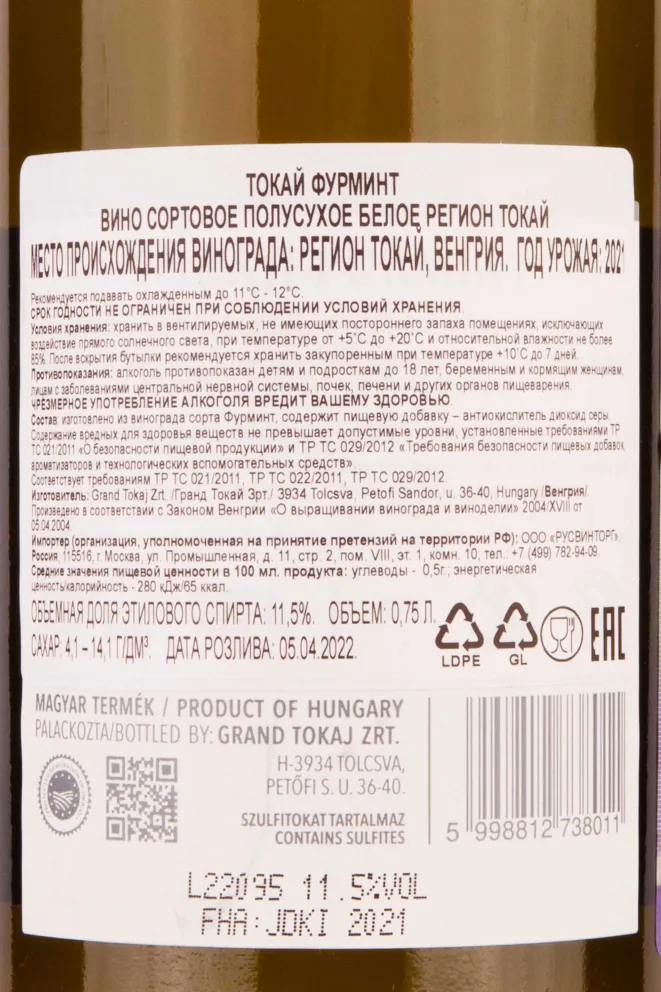 ТОКАЙ ФУРМИНТ
ВИНО СОРТОВОЕ ПОЛУСУХОЕ БЕЛОЕ РЕГИОН ТОКАЙ
МЕСТО ПРОИСХОЖДЕНИЯ ВИНОГРАДА: РЕГИОН ТОКАЙ, ВЕНГРИЯ. ГОД УРОЖАЯ: 2021
Рекомендуется подавать охлажденным до 11°С - 12°С.
СРОК ГОДНОСТИ НЕ ОГРАНИЧЕН ПРИ СОБЛЮДЕНИИ УСЛОВИЙ ХРАНЕНИЯ.
Условия хранения: хранить в вентилируемых, не имеющих постороннего запаха помещениях, исключающих
воздействие прямого солнечного света, при температуре от +5°С до +20°С и относительной влажности не более
85%. После вскрытия бутылки рекомендуется хранить закупоренным при температуре +10°С до 7 дней.
Противопоказания: алкоголь противопоказан детям и подросткам до 18 лет, беременным и кормящим женщинам,
лицам с заболеваниями центральной нервной системы, почек, печени и других органов пищеварения.
ЧРЕЗМЕРНОЕ УПОТРЕБЛЕНИЕ АЛКОГОЛЯ ВРЕДИТ ВАШЕМУ ЗДОРОВЬЮ.
Состав: изготовлено из винограда сорта Фурминт, содержит пищевую добавку – антиокислитель диоксид серы.
Содержание вредных для здоровья веществ не превышает допустимые уровни, установленные требованиями ТР
ТС 021/2011 «О безопасности пищевой продукции» и ТР ТС 029/2012 «Требования безопасности пищевых добавок,
ароматизаторов и технологических вспомогательных средств».
Соответствует требованиям ТР ТС 021/2011, ТР ТС 022/2011, ТР ТС 029/2012.
Изготовитель: Grand Tokaj Zrt. /Гранд Токай Зрт./ 3934 Tolcsva, Petofi Sandor, u. 36-40, Hungary /Венгрия/.
Произведено в соответствии с Законом Венгрии «О выращивании винограда и виноделии» 2004/XVIII от
05.04.2004.
Импортер (организация, уполномоченная на принятие претензий на территории РФ): ООО «РУСВИНТОРГ»,
Россия, 115516, г. Москва, ул. Промышленная, д. 11, стр. 2, пом. VIII, эт. 1, комн. 10, тел.: +7 (499) 782-94-09.
Средние значения пищевой ценности в 100 мл. продукта: углеводы - 0,5г.; энергетическая
ценность/калорийность - 280 кДж/65 ккал.
ОБЪЕМНАЯ ДОЛЯ ЭТИЛОВОГО СПИРТА: 11,5%. ОБЪЕМ: 0,75 Л.
САХАР: 4,1 – 14,1 Г/ДМ³. ДАТА РОЗЛИВА: 05.04.2022.
LDPE GL EAC
MAGYAR TERMÉK / PRODUCT OF HUNGARY
PALACKOZTA/BOTTLED BY: GRAND TOKAJ ZRT.
H-3934 TOLCSVA,
PETŐFI S. U. 36-40.
SZULFITOKAT TARTALMAZ
CONTAINS SULFITES
5 998812 738011
L22095 11.5%VOL
FHA:JDKI 2021